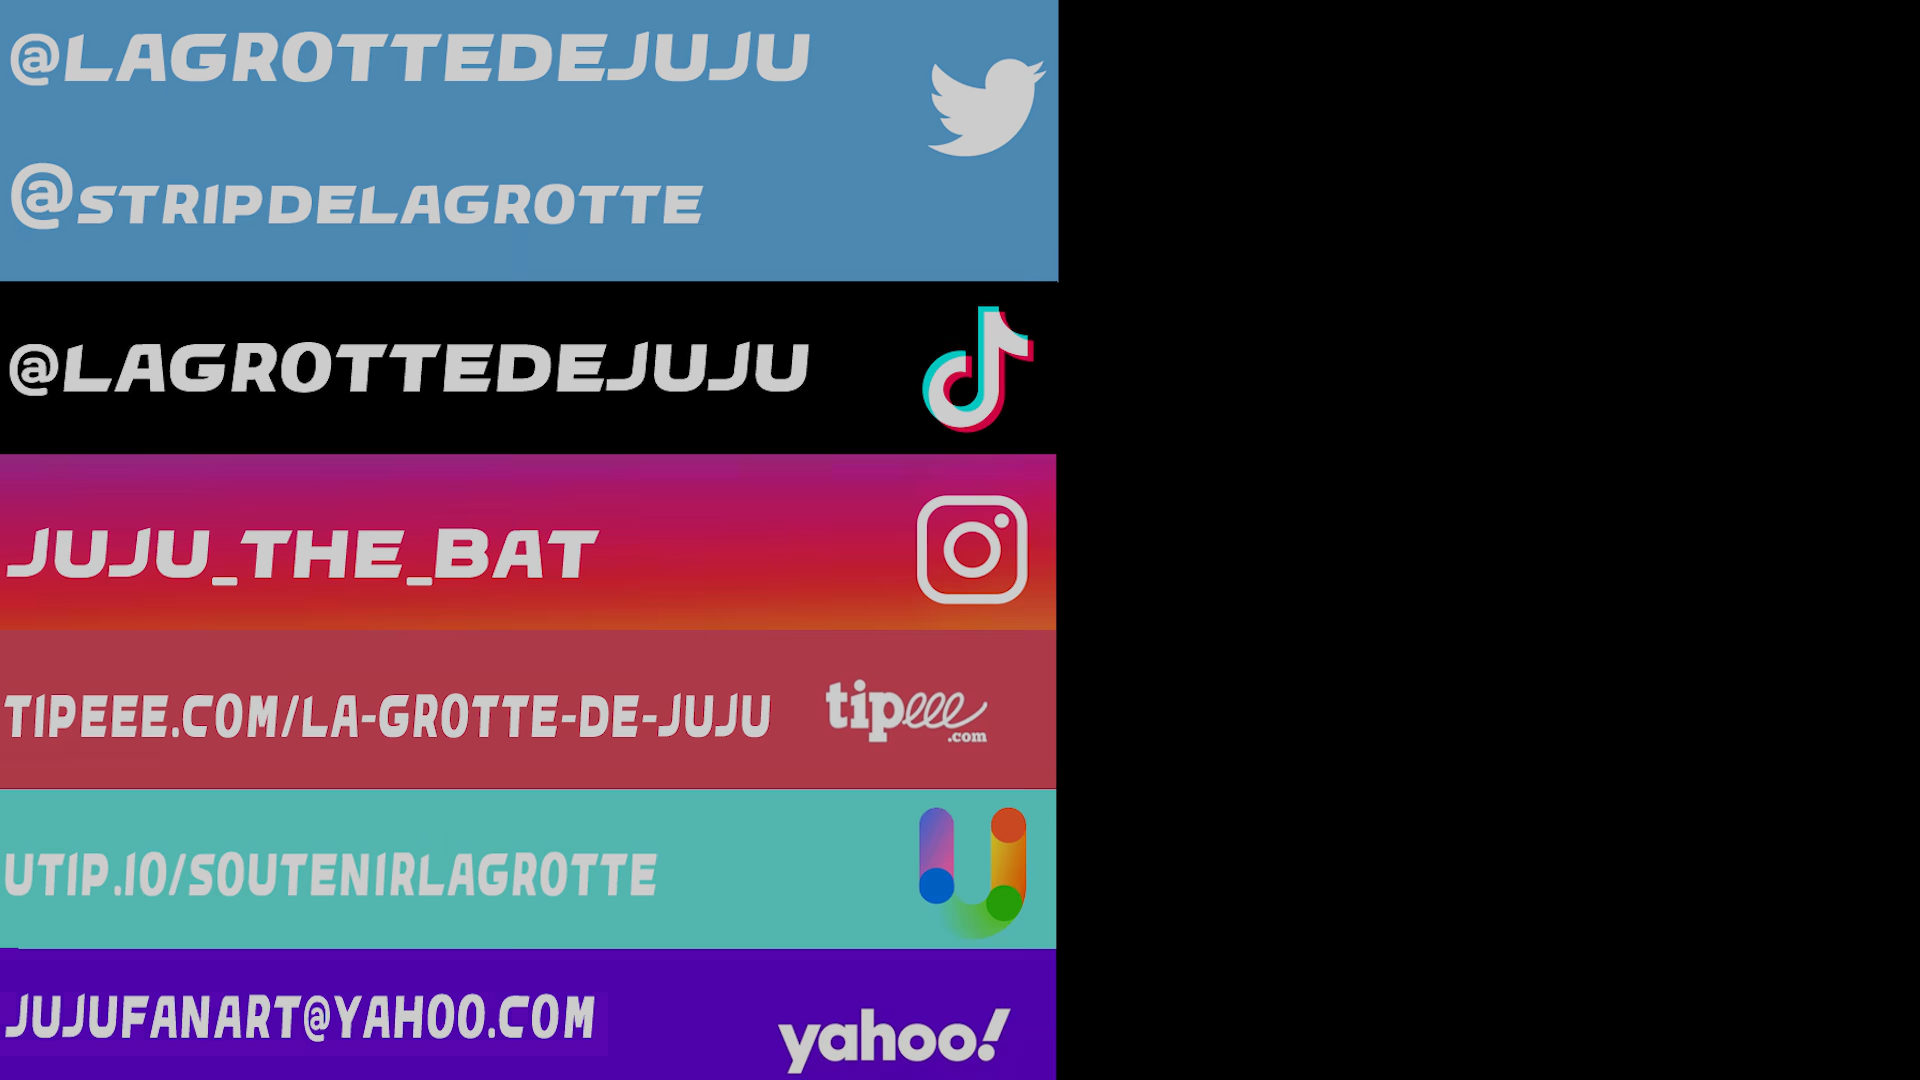 @LAGROTTEDEJUJU
@STRIPDELAGROTTE
@LAGROTTEDEJUJU
JUJU_THE_BAT
TIPEEE.COM/LA-GROTTE-DE-JUJU
tipeee
.com
UTIP.IO/SOUTENIRLAGROTTE
JUJUFANART@YAHOO.COM
yahoo!